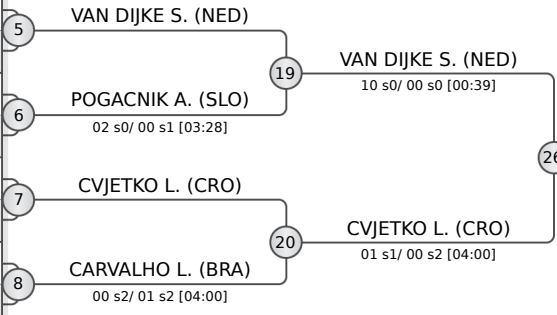 VAN DIJKE S. (NED)
5
19
VAN DIJKE S. (NED)
10 s0/ 00 s0 [00:39]
POGACNIK A. (SLO)
6
02 s0/ 00 s1 [03:28]
26
CVJETKO L. (CRO)
7
20
CVJETKO L. (CRO)
01 s1/ 00 s2 [04:00]
CARVALHO L. (BRA)
8
00 s2/ 01 s2 [04:00]